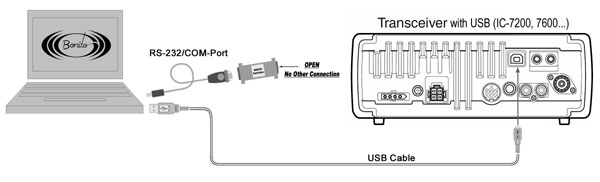 Bonito
RS-232/COM-Port
OPEN
No Other Connection
Transceiver with USB (IC-7200, 7600...)
USB Cable